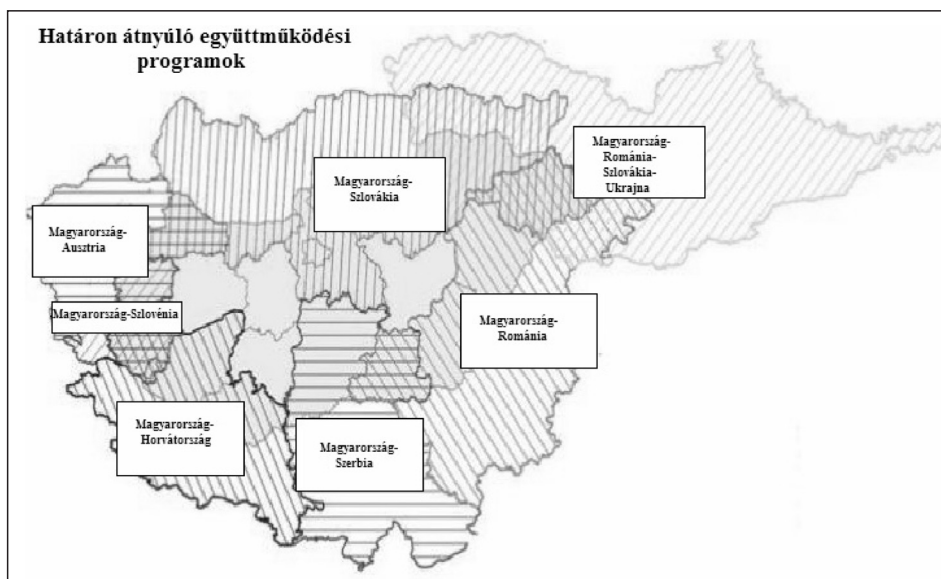 Határon átnyúló együttműködési
programok
Magyarország-
Románia-
Szlovákia-
Ukrajna
Magyarország-
Szlovákia
Magyarország-
Ausztria
Magyarország-Szlovénia
Magyarország-
Románia
Magyarország-
Horvátország
Magyarország-
Szerbia